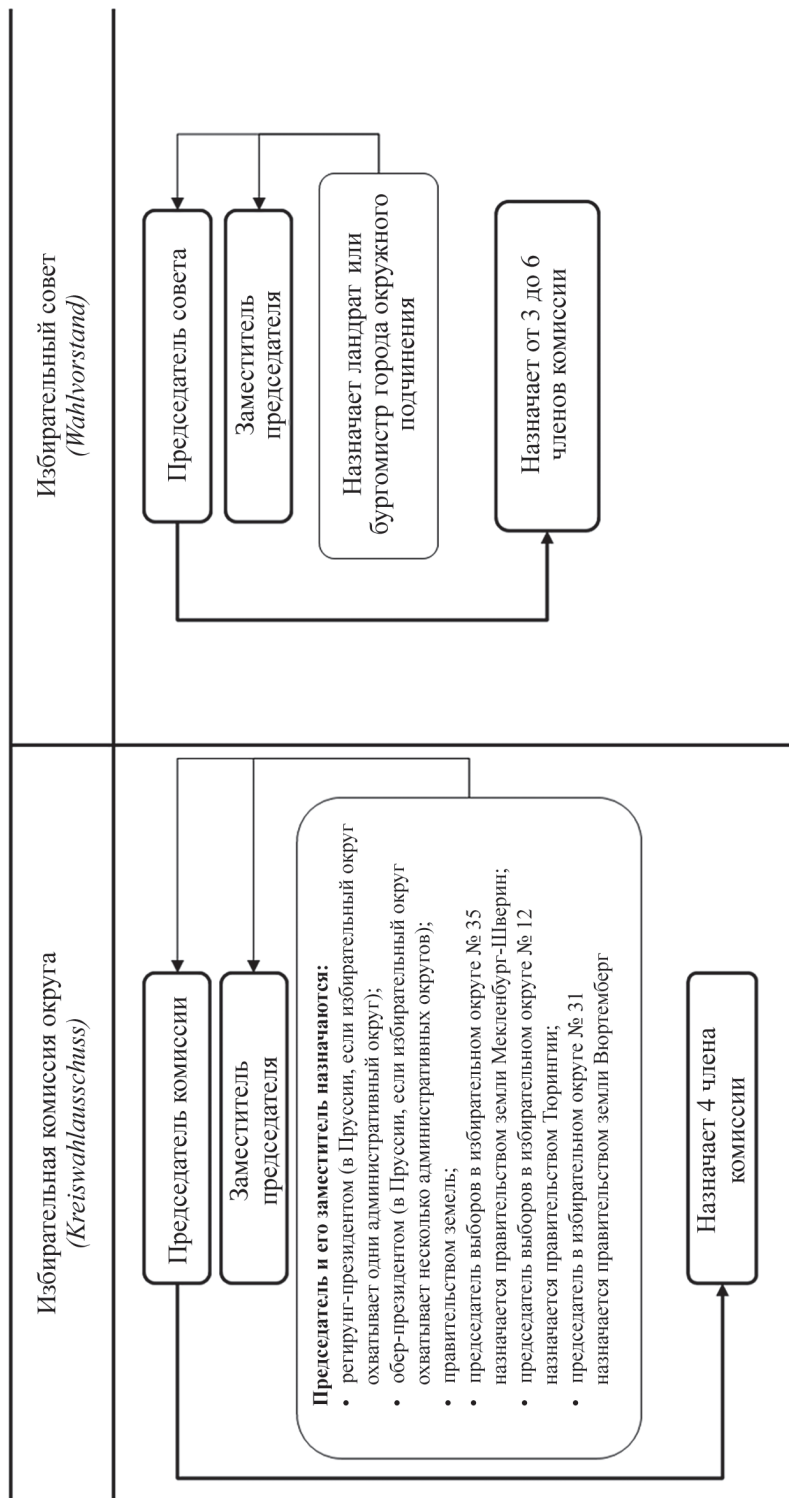 Избирательная комиссия округа
(Kreiswahlausschuss)
Председатель комиссии
Заместитель
председателя
Председатель и его заместитель назначаются:
• регирунг-президентом (в Пруссии, если избирательный округ
охватывает одни административный округ);
• обер-президентом (в Пруссии, если избирательный округ
охватывает несколько административных округов);
• правительством земель;
• председатель выборов в избирательном округе № 35
назначается правительством земли Мекленбург-Шверин;
• председатель выборов в избирательном округе № 12
назначается правительством Тюрингии;
• председатель в избирательном округе № 31
назначается правительством земли Вюртемберг
Назначает 4 члена
комиссии
Избирательный совет
(Wahlvorstand)
Председатель совета
Заместитель
председателя
Назначает ландрат или
бургомистр города окружного
подчинения
Назначает от 3 до 6
членов комиссии